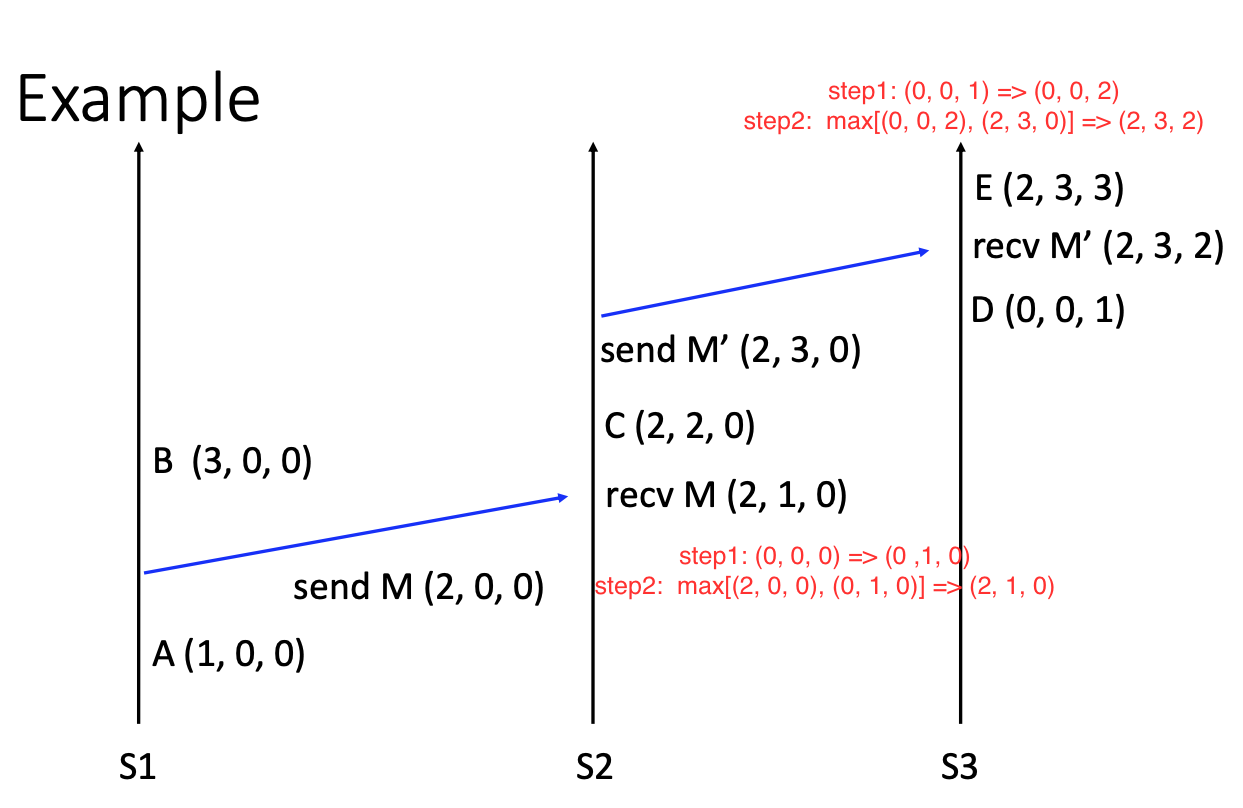 Example
step1: (0, 0, 1) => (0, 0, 2)
step2:  max[(0, 0, 2), (2, 3, 0)] => (2, 3, 2)
E (2, 3, 3)
recv M’ (2, 3, 2)
D (0, 0, 1)
send M’ (2, 3, 0)
C (2, 2, 0)
B  (3, 0, 0)
recv M (2, 1, 0)
step1: (0, 0, 0) => (0 ,1, 0)
send M (2, 0, 0)
step2:  max[(2, 0, 0), (0, 1, 0)] => (2, 1, 0)
A (1, 0, 0)
S1
S2
S3